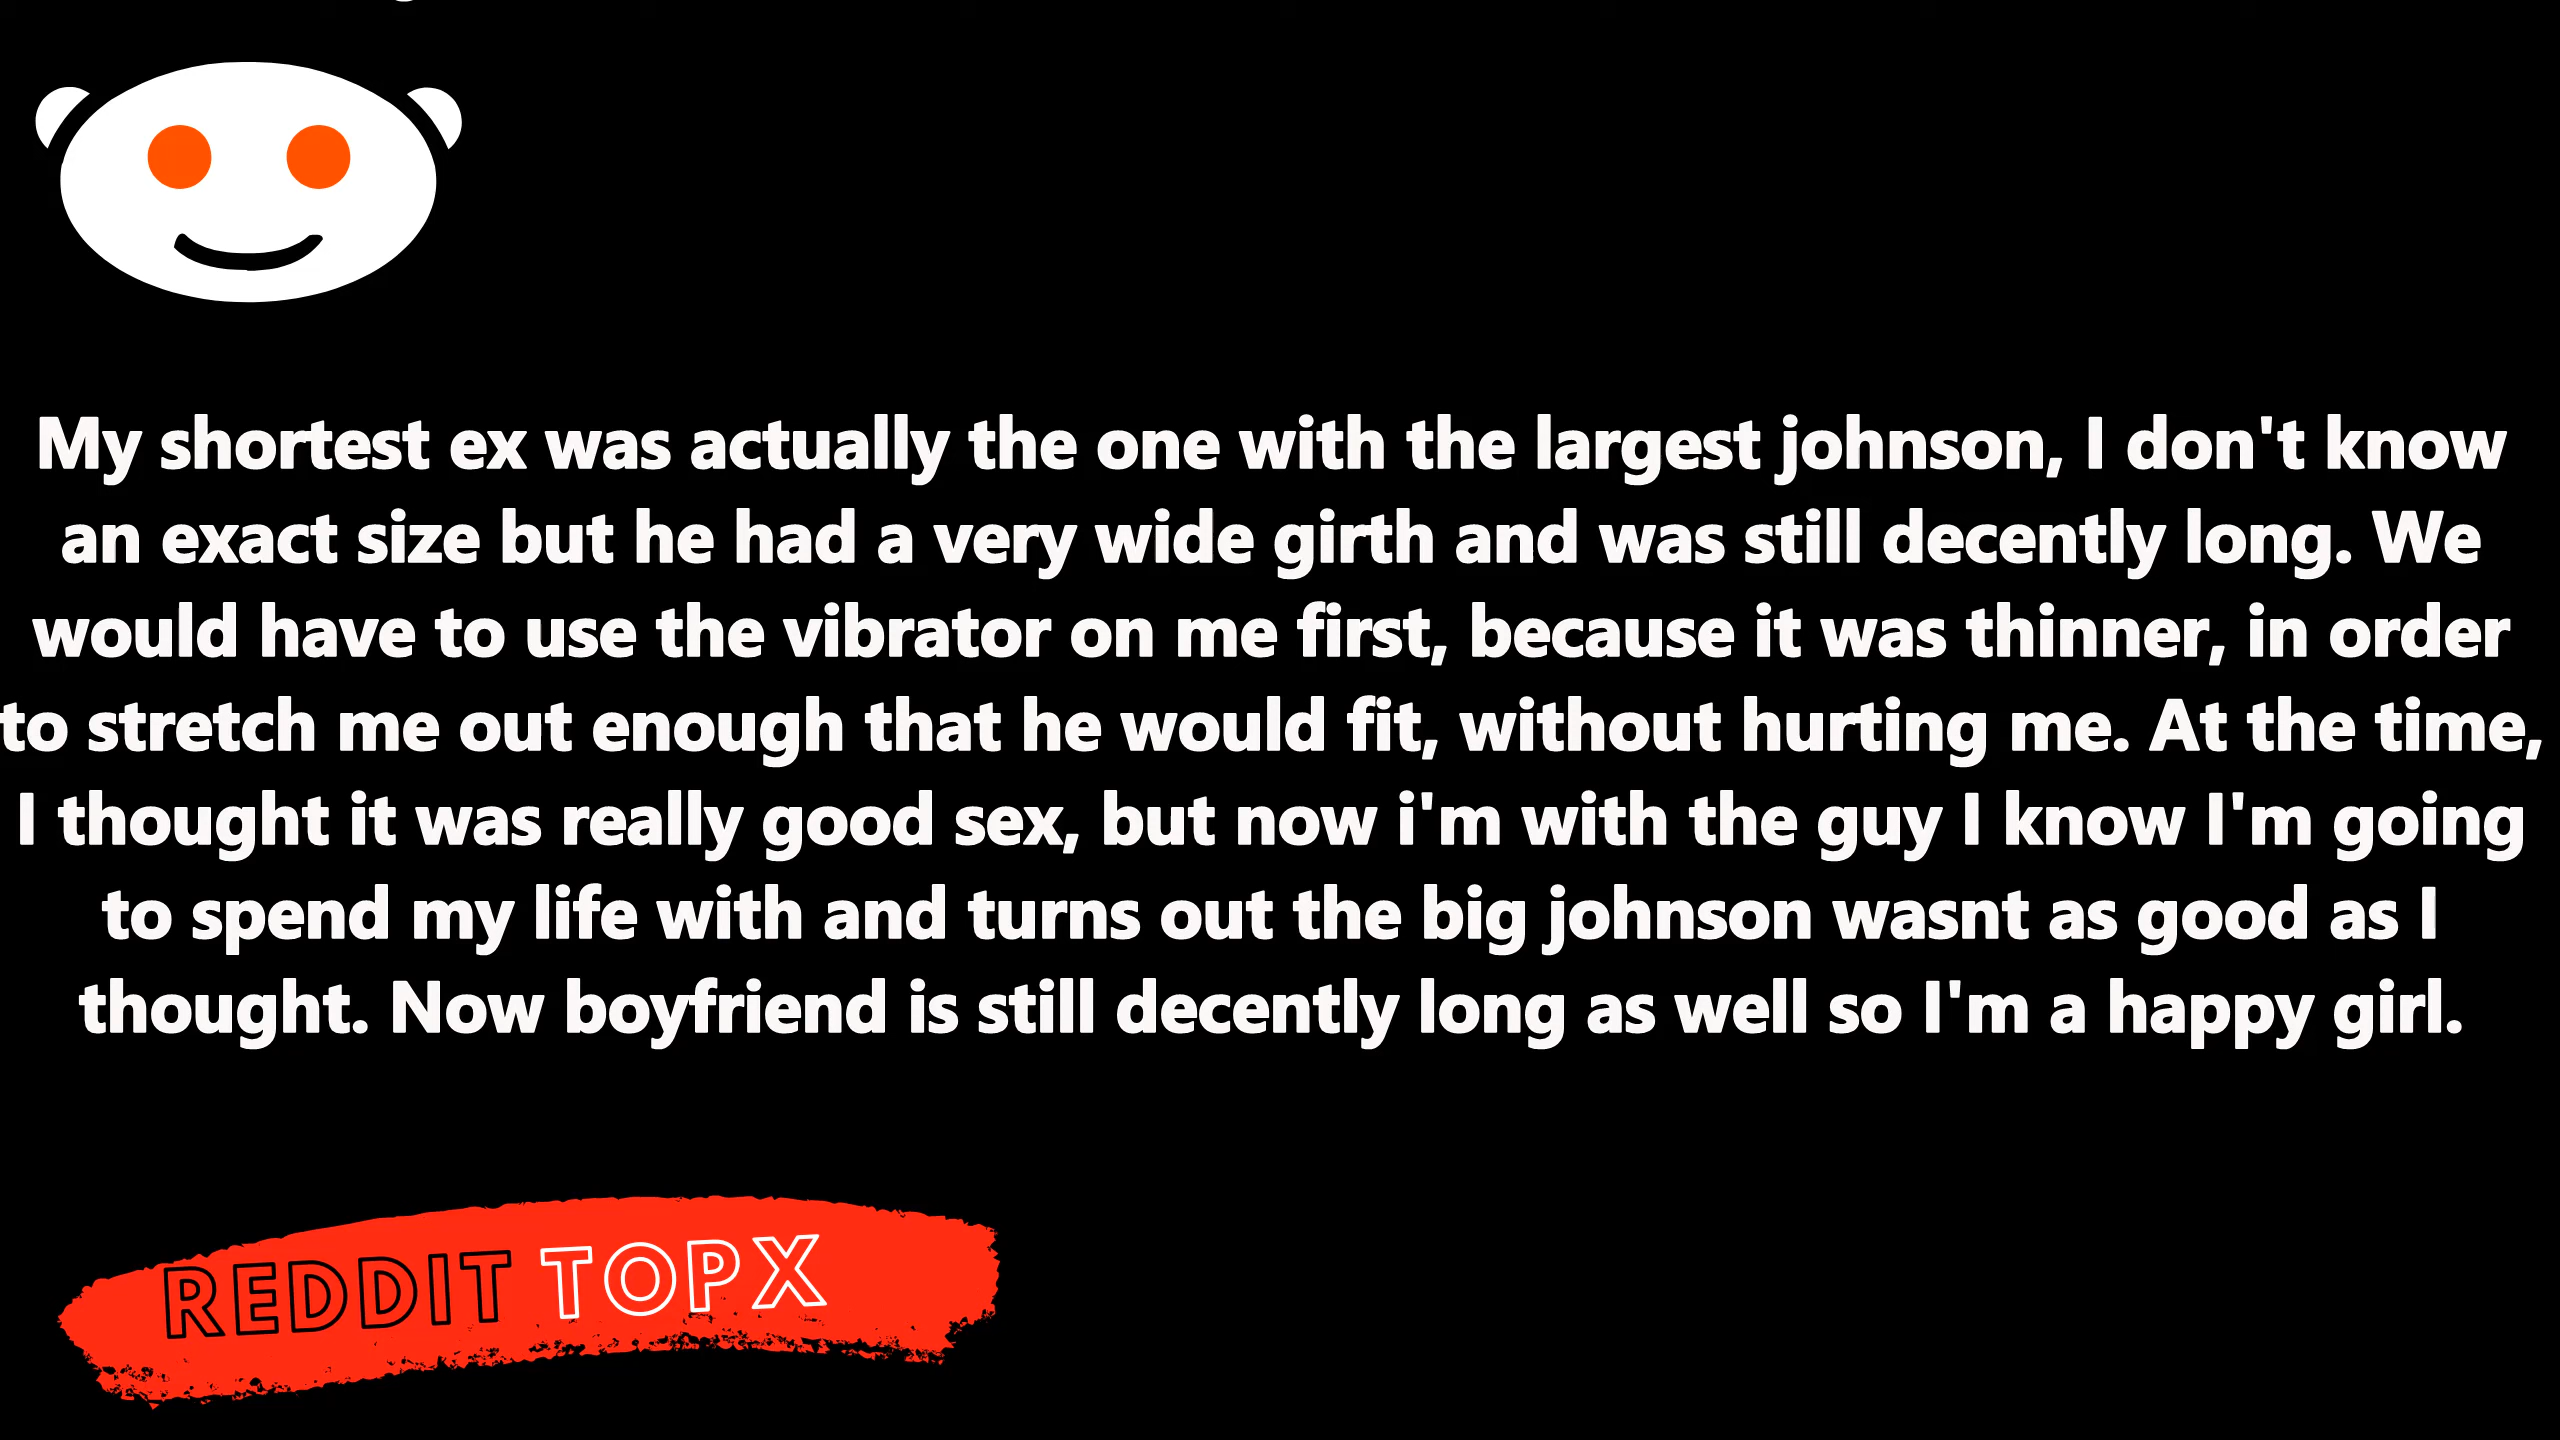 My shortest ex was actually the one with the largest johnson, I don't know
an exact size but he had a very wide girth and was still decently long. We
would have to use the vibrator on me first, because it was thinner, in order
to stretch me out enough that he would fit, without hurting me. At the time,
I thought it was really good sex, but now i'm with the guy I know I'm going
to spend my life with and turns out the big johnson wasnt as good as I
thought. Now boyfriend is still decently long as well so I'm a happy girl.
REDDIT TOPX